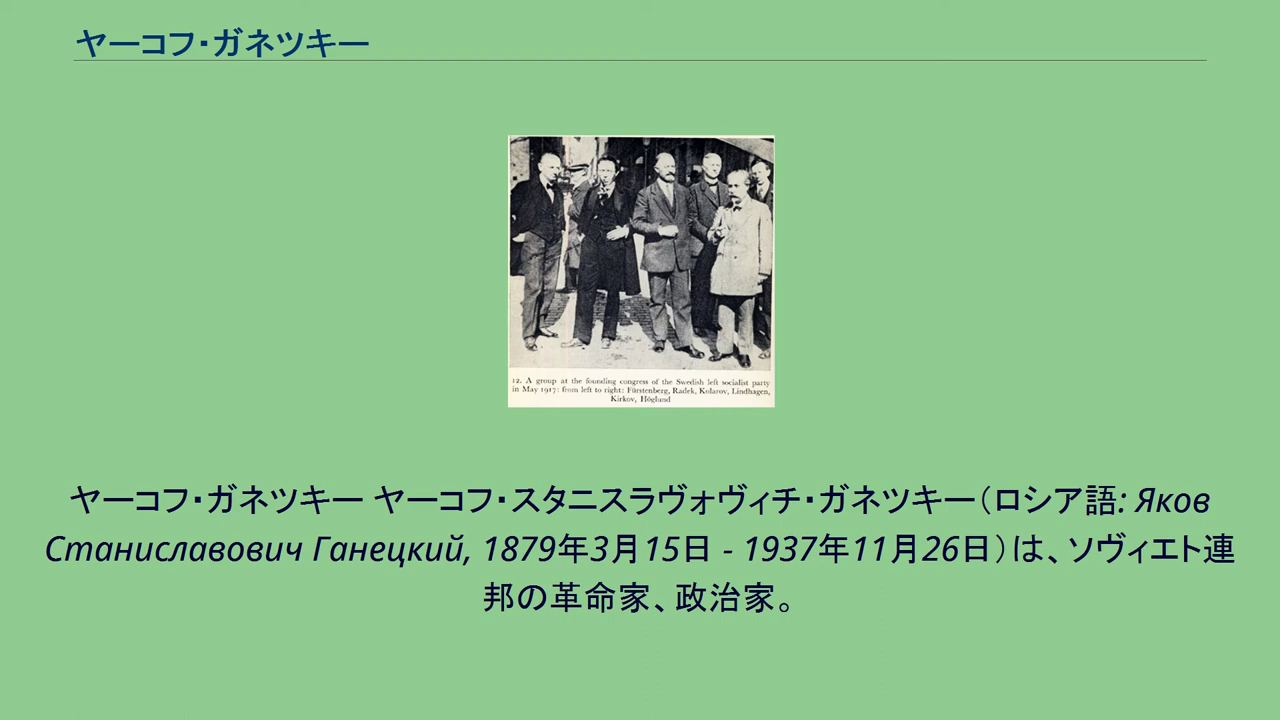 ヤーコフ・ガネツキー
12. A group at the founding congress of the Swedish left socialist party
in May 1917: from left to right: Fürstenberg, Radek, Kolarov, Lindhagen,
Kirkov, Höglund
ヤーコフ・ガネツキー ヤーコフ・スタニスラヴォヴィチ・ガネツキー（ロシア語: Яков
Станиславович Ганецкий, 1879年3月15日 - 1937年11月26日）は、ソヴィエト連
邦の革命家、政治家。